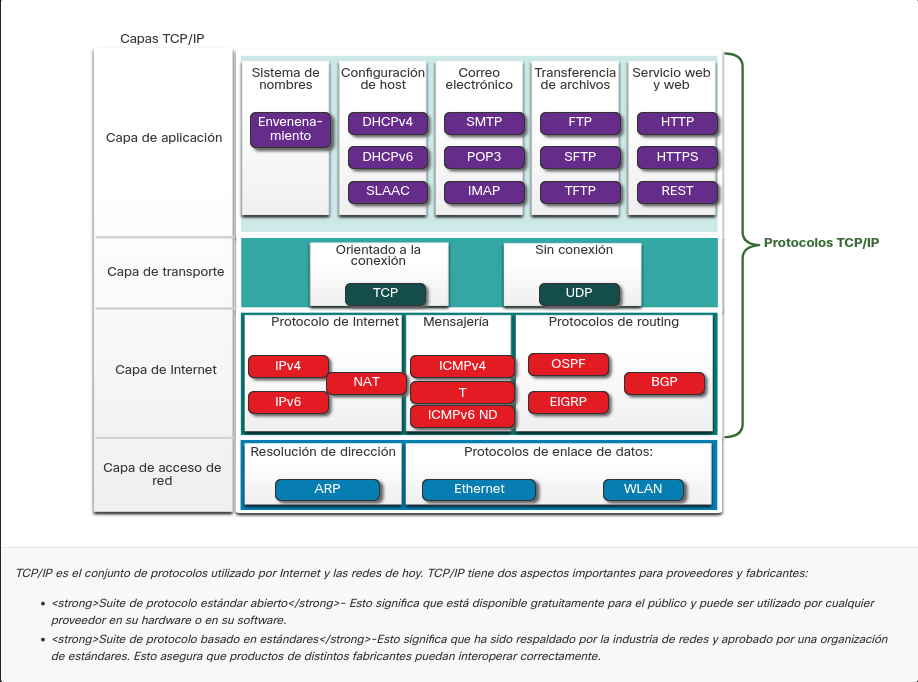 Capas TCP/IP
Capa de aplicación
Sistema de
nombres
Envenena-
miento
Configuración
de host
DHCPv4
DHCPv6
SLAAC
Correo
electrónico
SMTP
POP3
IMAP
Transferencia
de archivos
FTP
SFTP
TFTP
Servicio web
y web
HTTP
HTTPS
REST
Protocolos TCP/IP
Capa de transporte
Orientado a la
conexión
TCP
Sin conexión
UDP
Capa de Internet
Protocolo de Internet
IPv4
IPv6
NAT
Mensajería
ICMPv4
T
ICMPv6 ND
Protocolos de routing
OSPF
EIGRP
BGP
Capa de acceso de
red
Resolución de dirección
ARP
Protocolos de enlace de datos:
Ethernet
WLAN
TCP/IP es el conjunto de protocolos utilizado por Internet y las redes de hoy. TCP/IP tiene dos aspectos importantes para proveedores y fabricantes:
• <strong>Suite de protocolo estándar abierto</strong>- Esto significa que está disponible gratuitamente para el público y puede ser utilizado por cualquier
proveedor en su hardware o en su software.
• <strong>Suite de protocolo basado en estándares</strong>-Esto significa que ha sido respaldado por la industria de redes y aprobado por una organización
de estándares. Esto asegura que productos de distintos fabricantes puedan interoperar correctamente.